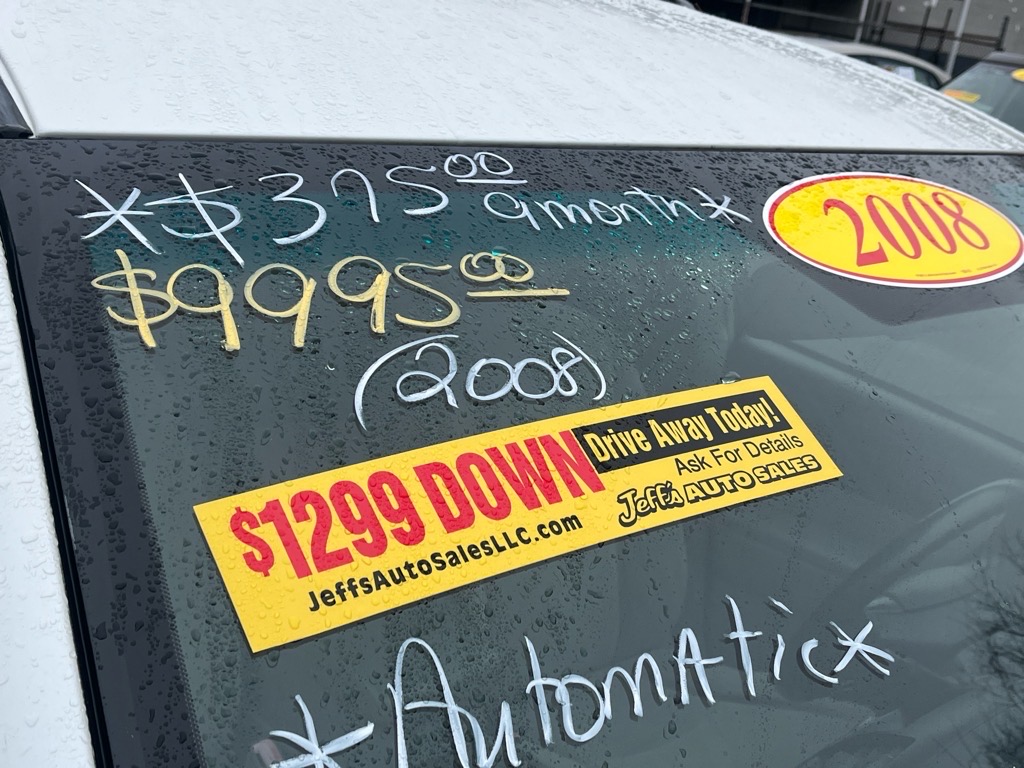 *$375.00 a month*
2008
$9995.00
(2008)
$1299 DOWN
Drive Away Today!
Ask For Details
JeffsAutoSalesLLC.com
Jeff's AUTO SALES
*Automatic*